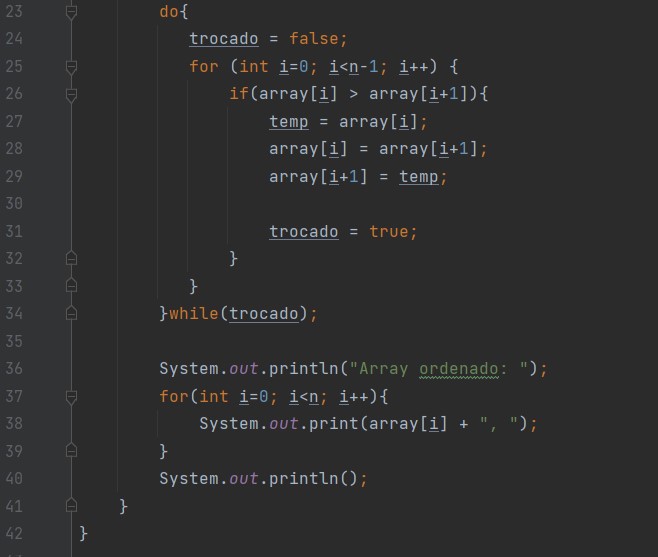 23 do{
24 trocado = false;
25 for (int i=0; i<n-1; i++) {
26 if(array[i] > array[i+1]){
27 temp = array[i];
28 array[i] = array[i+1];
29 array[i+1] = temp;
30
31 trocado = true;
32 }
33 }
34 }while(trocado);
35
36 System.out.println("Array ordenado: ");
37 for(int i=0; i<n; i++){
38 System.out.print(array[i] + ", ");
39 }
40 System.out.println();
41 }
42 }